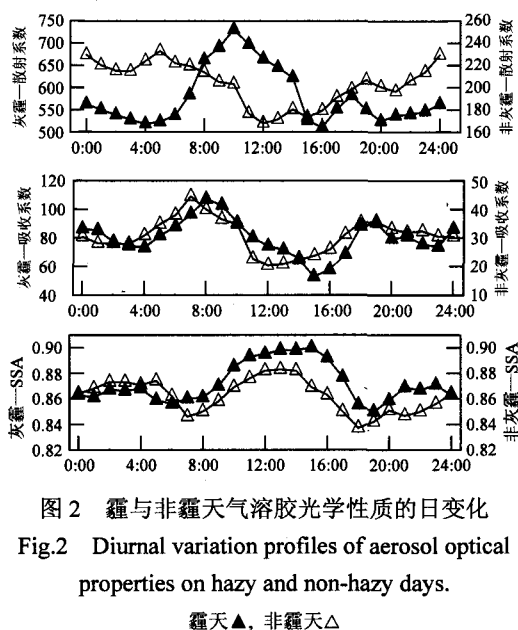 750
700
650
600
550
500
灰霾—散射系数
260
240
220
200
180
160
非灰霾—散射系数
0:00 4:00 8:00 12:00 16:00 20:00 24:00
120
100
80
60
40
灰霾—吸收系数
50
40
30
20
10
非灰霾—吸收系数
0:00 4:00 8:00 12:00 16:00 20:00 24:00
0.90
0.88
0.86
0.84
0.82
灰霾—SSA
0.90
0.88
0.86
0.84
0.82
非灰霾—SSA
0:00 4:00 8:00 12:00 16:00 20:00 24:00
图 2 霾与非霾天气溶胶光学性质的日变化
Fig.2 Diurnal variation profiles of aerosol optical
properties on hazy and non-hazy days.
霾天▲, 非霾天△